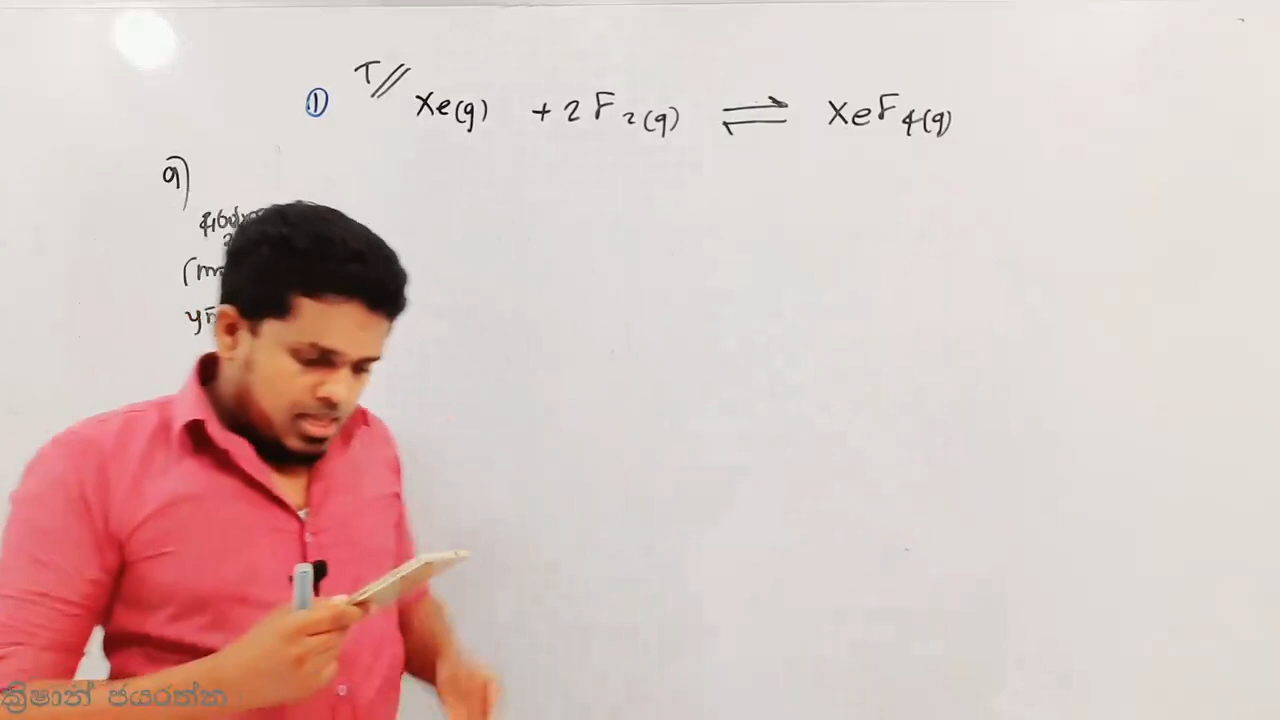 ① T// Xe(g) + 2F₂(g) ⇌ XeF₄(g)
a)
ක්‍රිෂාන් ජයරත්න